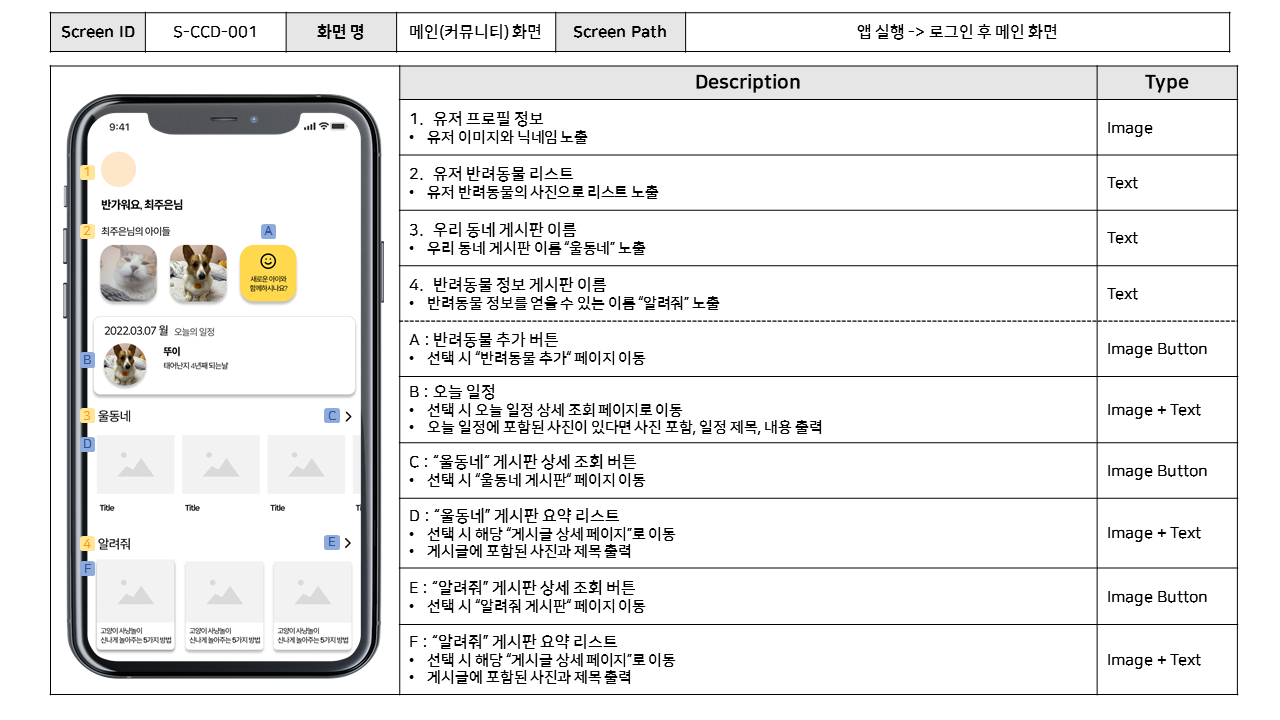 Screen ID S-CCD-001 화면 명 메인(커뮤니티) 화면 Screen Path 앱 실행 -> 로그인 후 메인 화면
9:41
1
반가워요, 최주은님
2 최주은님의 아이들 A
새로운 아이와
함께하시나요?
2022.03.07 월 오늘의 일정
B
뚜이
태어난지 4년째 되는날
3 울동네 C
D
Title Title Title Ti
4 알려줘 E
F
고양이 사냥놀이 고양이 사냥놀이 고양이 사냥놀이
신나게 놀아주는 5가지 방법 신나게 놀아주는 5가지 방법 신나게 놀아주는 5가지 방법
Description Type
1. 유저 프로필 정보
• 유저 이미지와 닉네임 노출
Image
2. 유저 반려동물 리스트
• 유저 반려동물의 사진으로 리스트 노출
Text
3. 우리 동네 게시판 이름
• 우리 동네 게시판 이름 “울동네” 노출
Text
4. 반려동물 정보 게시판 이름
• 반려동물 정보를 얻을 수 있는 이름 “알려줘” 노출
Text
A : 반려동물 추가 버튼
• 선택 시 “반려동물 추가“ 페이지 이동
Image Button
B : 오늘 일정
• 선택 시 오늘 일정 상세 조회 페이지로 이동
• 오늘 일정에 포함된 사진이 있다면 사진 포함, 일정 제목, 내용 출력
Image + Text
C : “울동네“ 게시판 상세 조회 버튼
• 선택 시 “울동네 게시판“ 페이지 이동
Image Button
D : “울동네” 게시판 요약 리스트
• 선택 시 해당 “게시글 상세 페이지”로 이동
• 게시글에 포함된 사진과 제목 출력
Image + Text
E : “알려줘” 게시판 상세 조회 버튼
• 선택 시 “알려줘 게시판“ 페이지 이동
Image Button
F : “알려줘” 게시판 요약 리스트
• 선택 시 해당 “게시글 상세 페이지”로 이동
• 게시글에 포함된 사진과 제목 출력
Image + Text